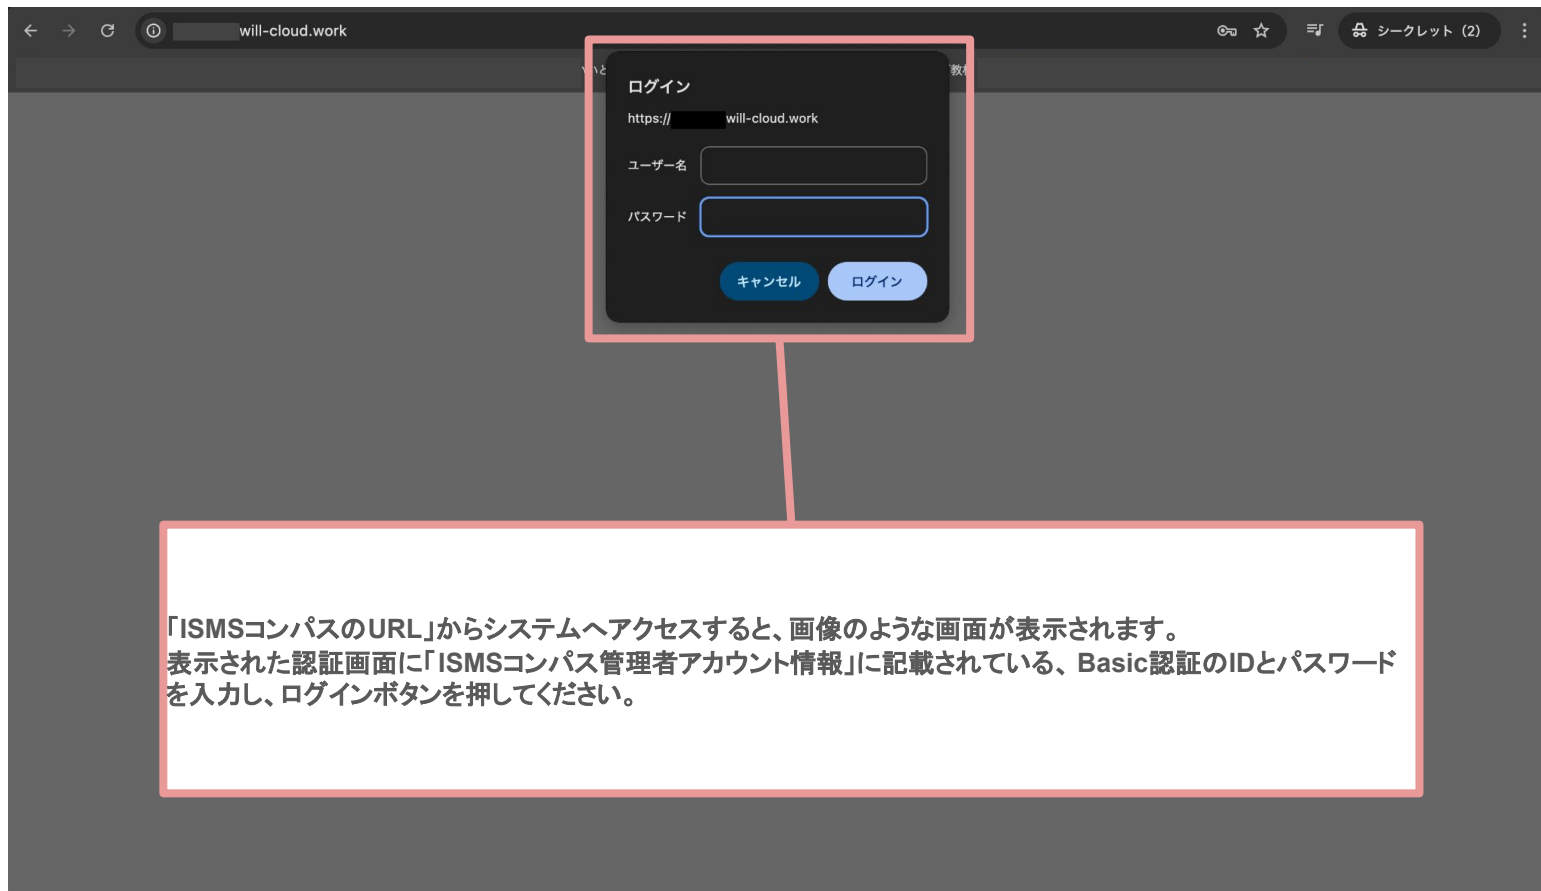 will-cloud.work
シークレット（2）
教材
ログイン
https://
will-cloud.work
ユーザー名
パスワード
キャンセル
ログイン
「ISMSコンパスのURL」からシステムへアクセスすると、画像のような画面が表示されます。
表示された認証画面に「ISMSコンパス管理者アカウント情報」に記載されている、Basic認証のIDとパスワード
を入力し、ログインボタンを押してください。